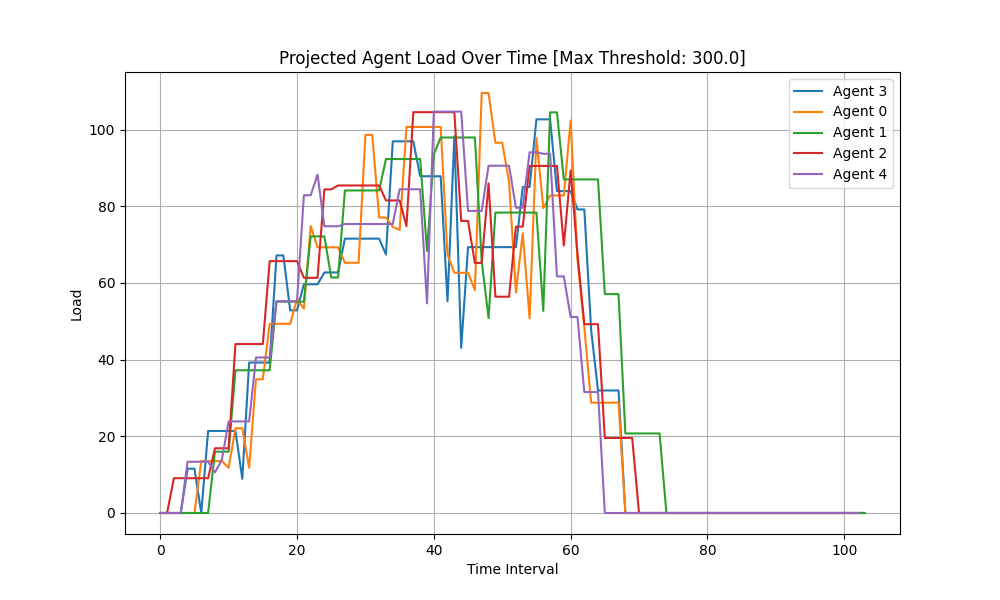 Projected Agent Load Over Time [Max Threshold: 300.0]
Agent 3
Agent 0
Agent 1
Agent 2
Agent 4
Load
100
80
60
40
20
0
0 20 40 60 80 100
Time Interval